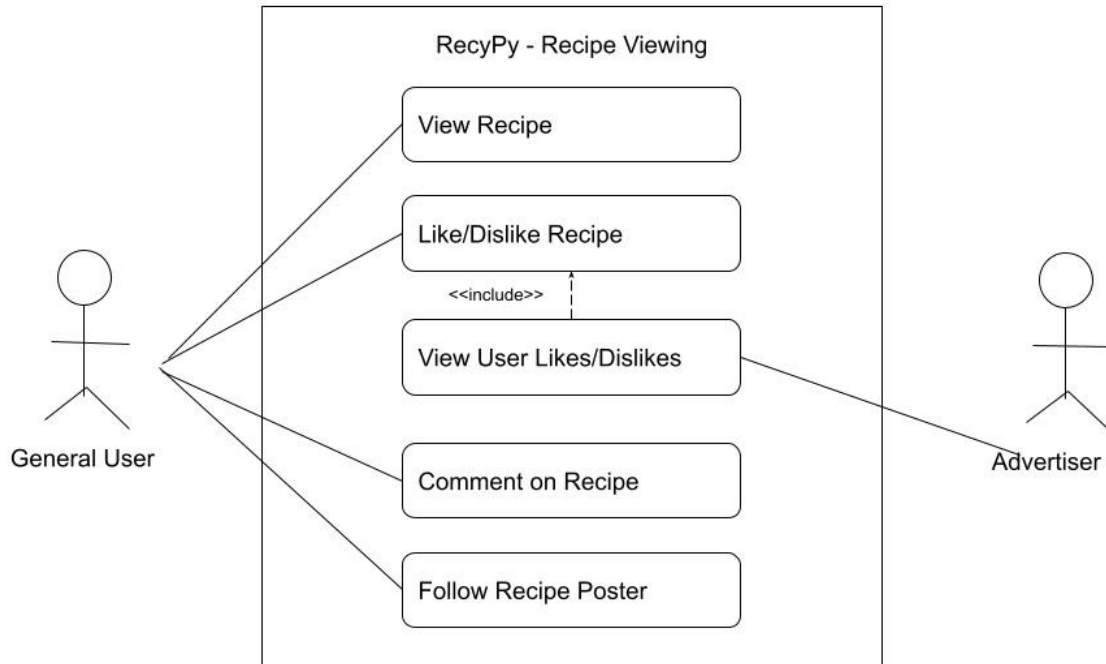 RecyPy - Recipe Viewing
View Recipe
Like/Dislike Recipe
<<include>>
View User Likes/Dislikes
General User
Advertiser
Comment on Recipe
Follow Recipe Poster